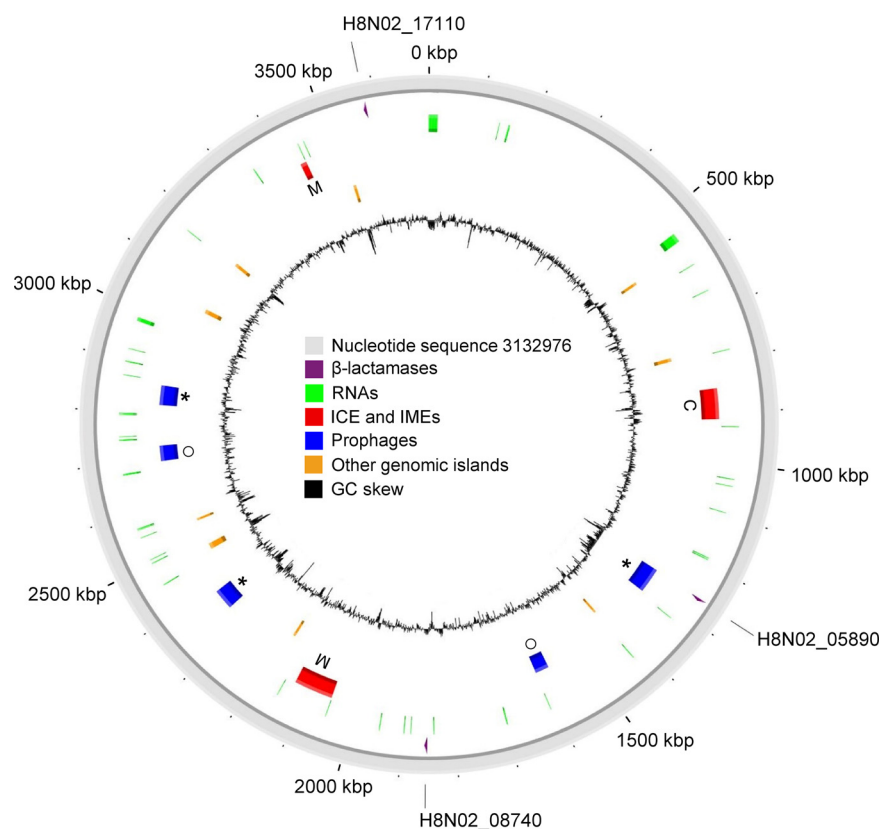 H8N02_17110
0 kbp
3500 kbp
500 kbp
M
3000 kbp
Nucleotide sequence 3132976
β-lactamases
RNAs
ICE and IMEs
Prophages
Other genomic islands
GC skew
*
C
○
1000 kbp
*
*
2500 kbp
H8N02_05890
○
M
1500 kbp
2000 kbp
H8N02_08740